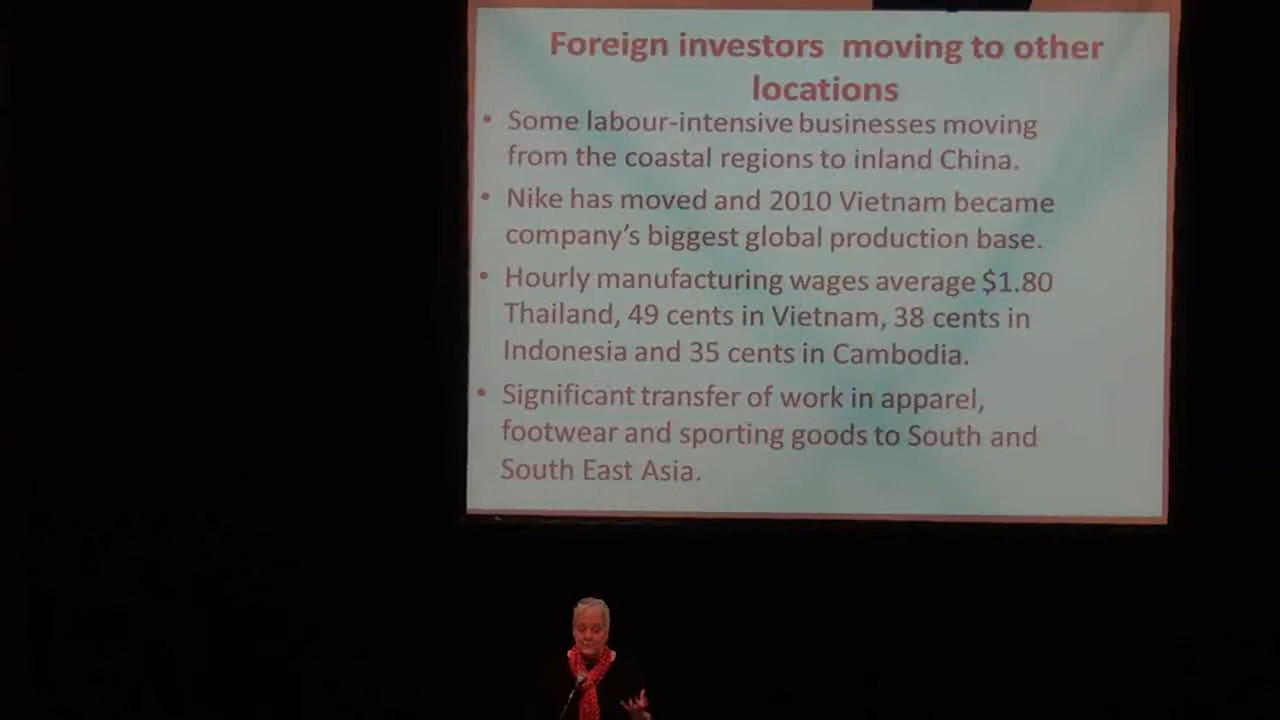 Foreign investors moving to other
locations
• Some labour-intensive businesses moving
from the coastal regions to inland China.
• Nike has moved and 2010 Vietnam became
company's biggest global production base.
• Hourly manufacturing wages average $1.80
Thailand, 49 cents in Vietnam, 38 cents in
Indonesia and 35 cents in Cambodia.
• Significant transfer of work in apparel,
footwear and sporting goods to South and
South East Asia.